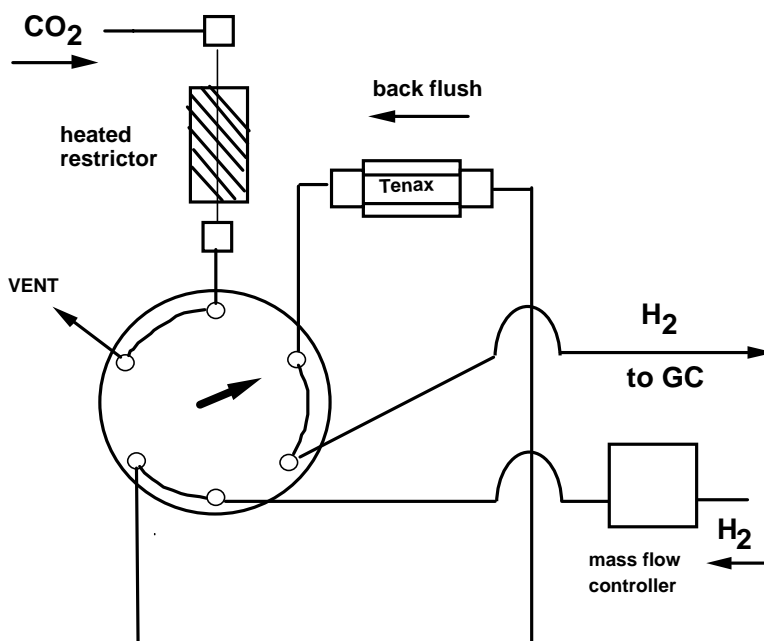 CO2
heated
restrictor
back flush
Tenax
VENT
H2
to GC
H2
mass flow
controller